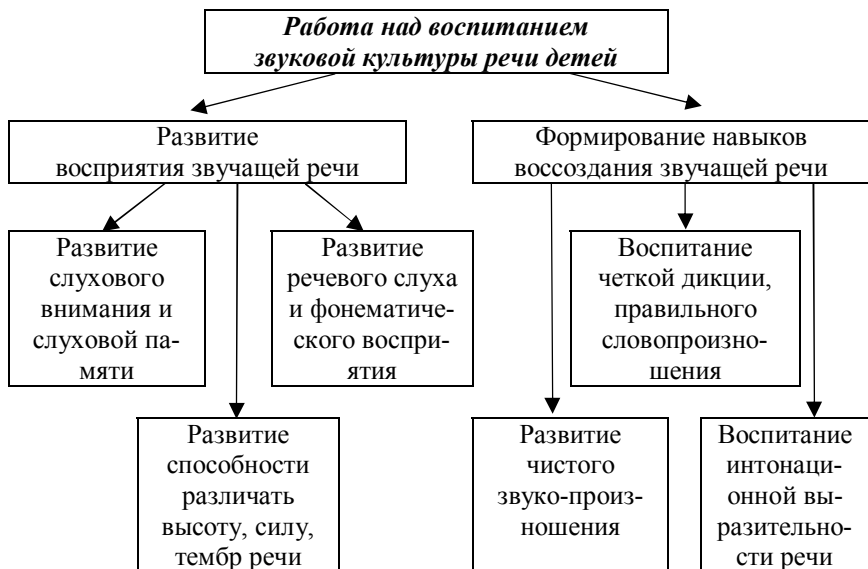 Работа над воспитанием
звуковой культуры речи детей
Развитие
восприятия звучащей речи
Формирование навыков
воссоздания звучащей речи
Развитие
слухового
внимания и
слуховой па-
мяти
Развитие
речевого слуха
и фонематиче-
ского восприя-
ятия
Воспитание
четкой дикции,
правильного
словопроизно-
шения
Развитие
способности
различать
высоту, силу,
тембр речи
Развитие
чистого
звуко-произ-
ношения
Воспитание
интонаци-
онной вы-
разительно-
сти речи